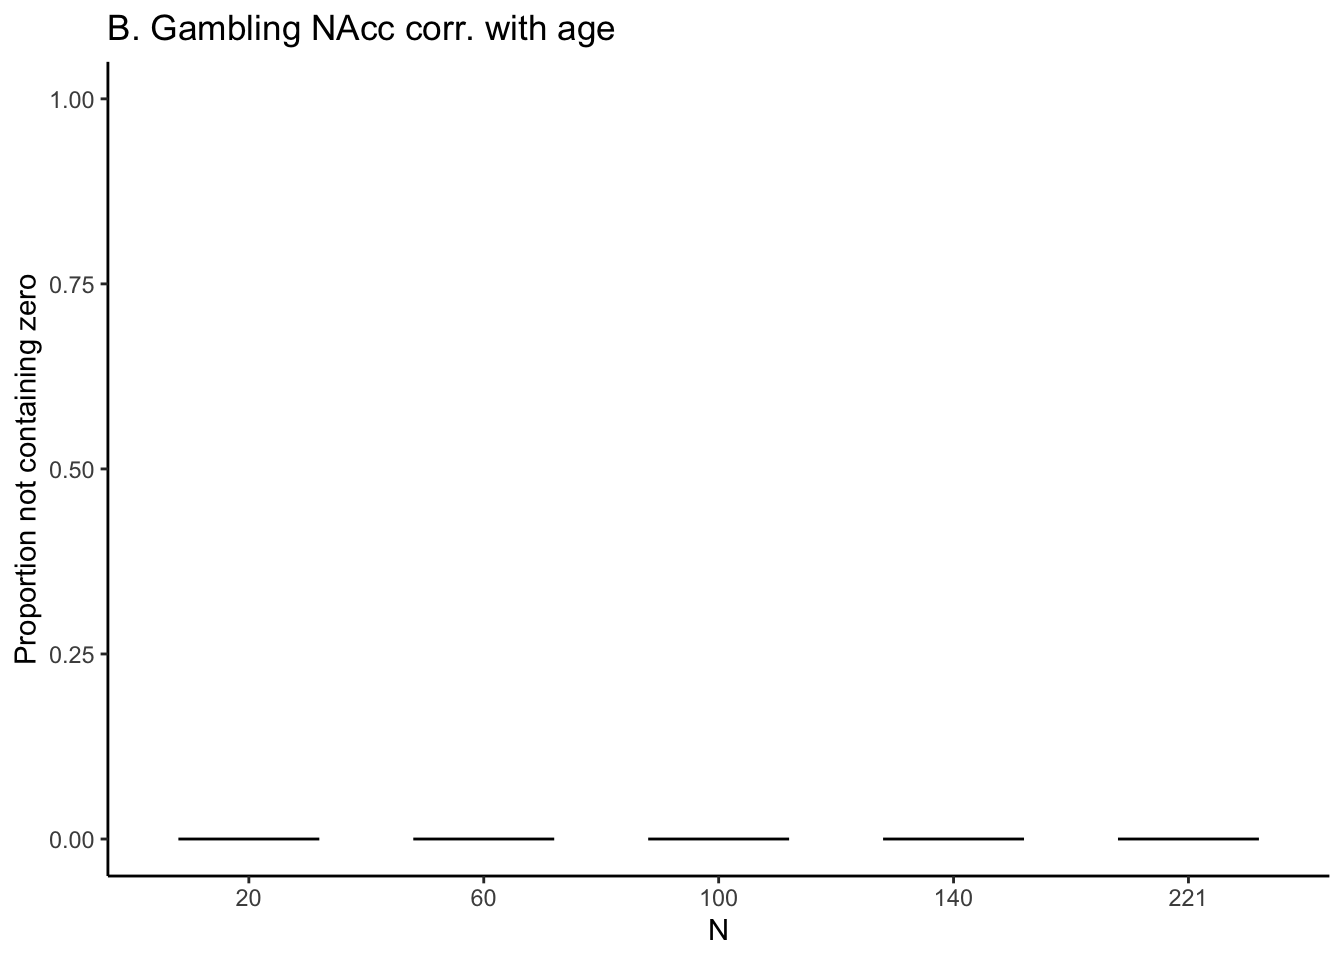 B. Gambling NAcc corr. with age
Proportion not containing zero
1.00
0.75
0.50
0.25
0.00
20 60 100 140 221
N